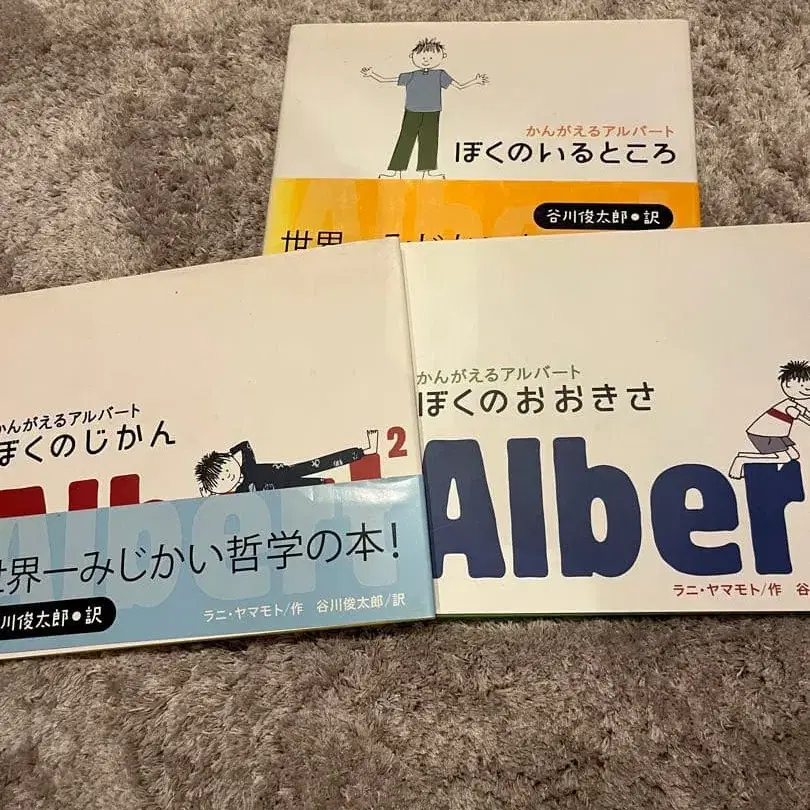 かんがえるアルバート
ぼくのいるところ
谷川俊太郎●訳
かんがえるアルバート
ぼくのじかん
2
世界一みじかい哲学の本!
川俊太郎●訳
ラニ・ヤマモト/作 谷川俊太郎/訳
かんがえるアルバート
ぼくのおおきさ
Alber
ラニ・ヤマモト/作 谷